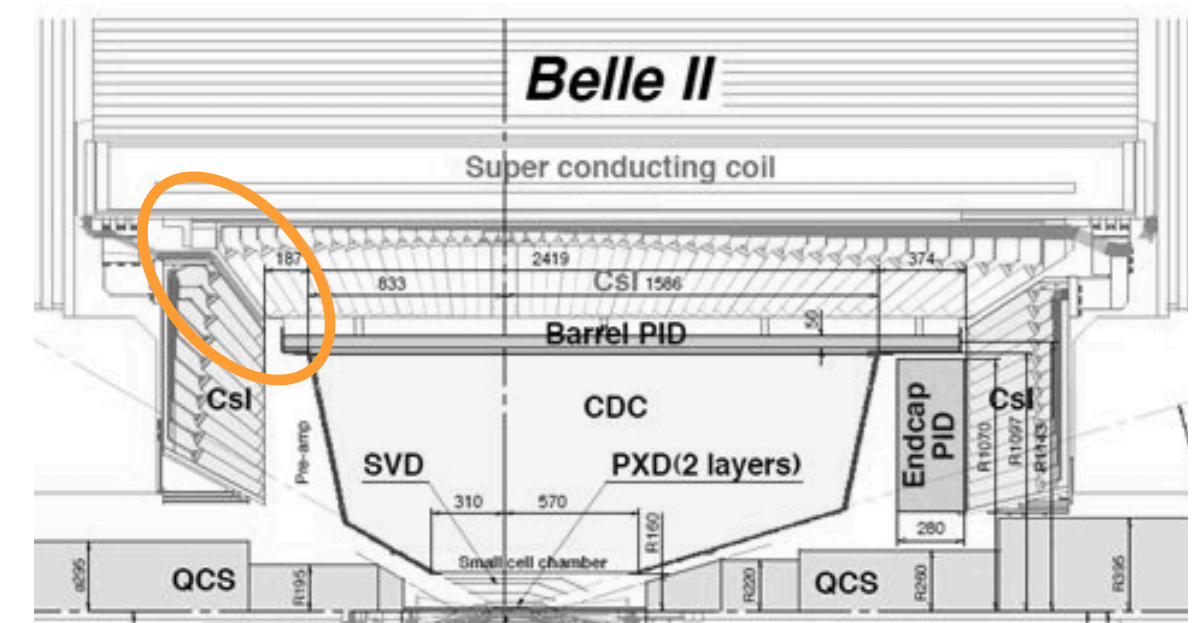 Belle II
Super conducting coil
187
2419
374
833
CsI
1586
50
Barrel PID
CsI
CDC
Endcap
PID
CsI
R1070
R1097
R1143
Pre-amp
SVD
PXD(2 layers)
310
570
R160
280
Small cell chamber
ø295
QCS
R195
R220
QCS
R260
R395